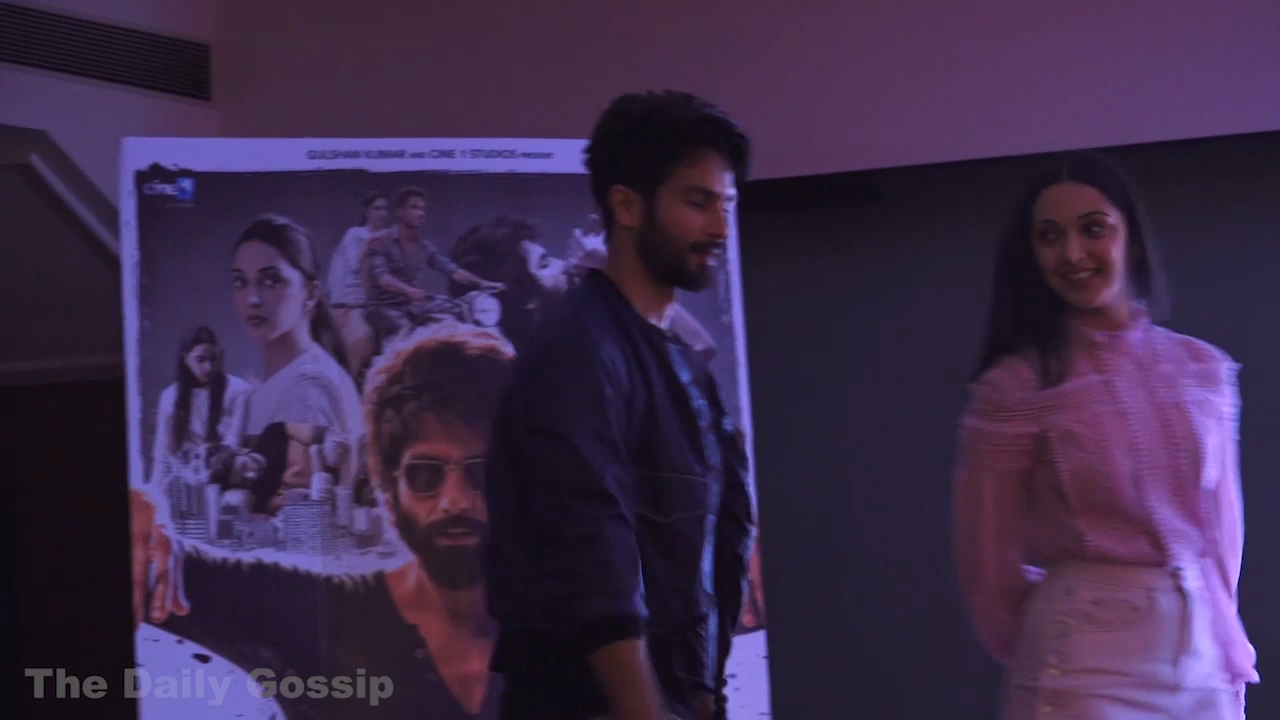 GULSHAN KUMAR AND CINE 1 STUDIOS PRESENT
cine1
The Daily Gossip